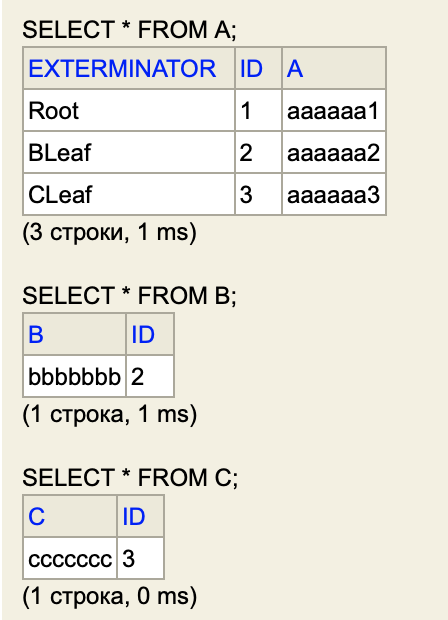 SELECT * FROM A;
EXTERMINATOR ID A
Root 1 aaaaaa1
BLeaf 2 aaaaaa2
CLeaf 3 aaaaaa3
(3 строки, 1 ms)
SELECT * FROM B;
B ID
bbbbbbb 2
(1 строка, 1 ms)
SELECT * FROM C;
C ID
ccccccc 3
(1 строка, 0 ms)